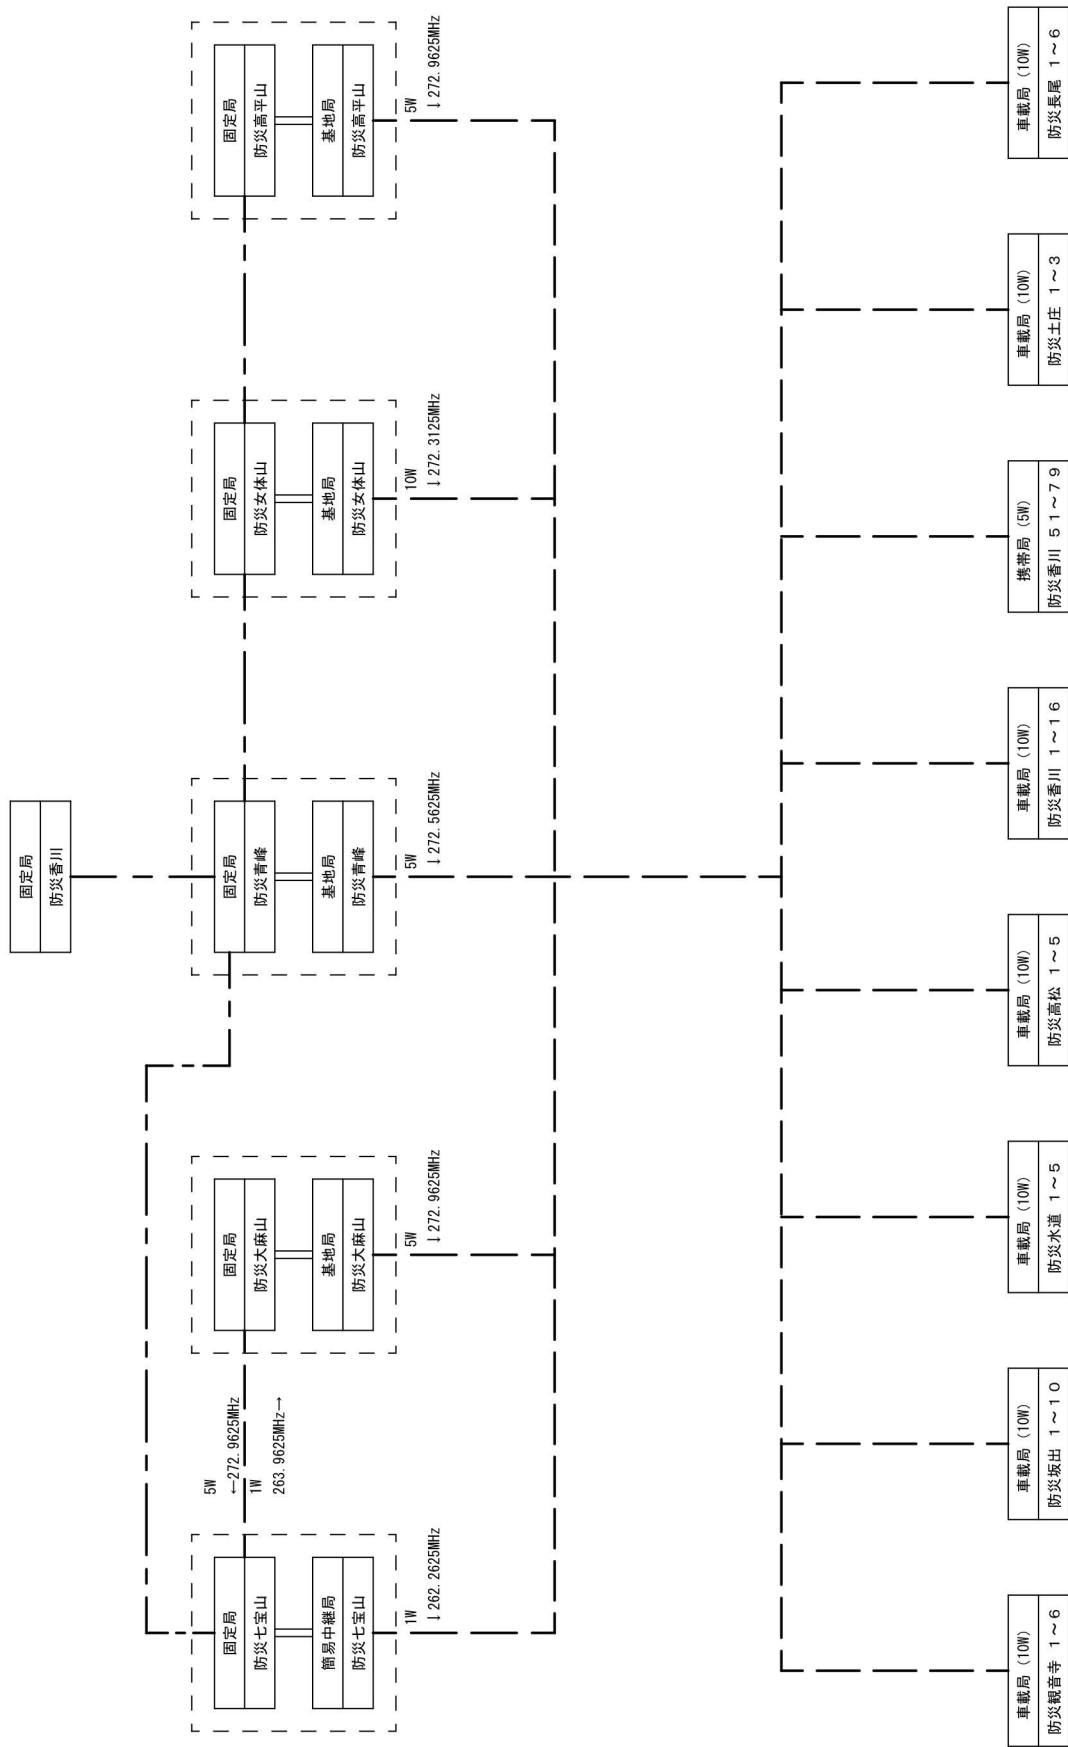 固定局
防災香川
固定局
防災七宝山
簡易中継局
防災七宝山
1W
↓262.2625MHz
5W
←272.9625MHz
1W
263.9625MHz→
固定局
防災大麻山
基地局
防災大麻山
5W
↓272.9625MHz
固定局
防災青峰
基地局
防災青峰
5W
↓272.5625MHz
固定局
防災女体山
基地局
防災女体山
10W
↓272.3125MHz
固定局
防災高平山
基地局
防災高平山
5W
↓272.9625MHz
車載局 (10W)
防災観音寺 1~6
車載局 (10W)
防災坂出 1~10
車載局 (10W)
防災水道 1~5
車載局 (10W)
防災高松 1~5
車載局 (10W)
防災香川 1~16
携帯局 (5W)
防災香川 51~79
車載局 (10W)
防災土庄 1~3
車載局 (10W)
防災長尾 1~6